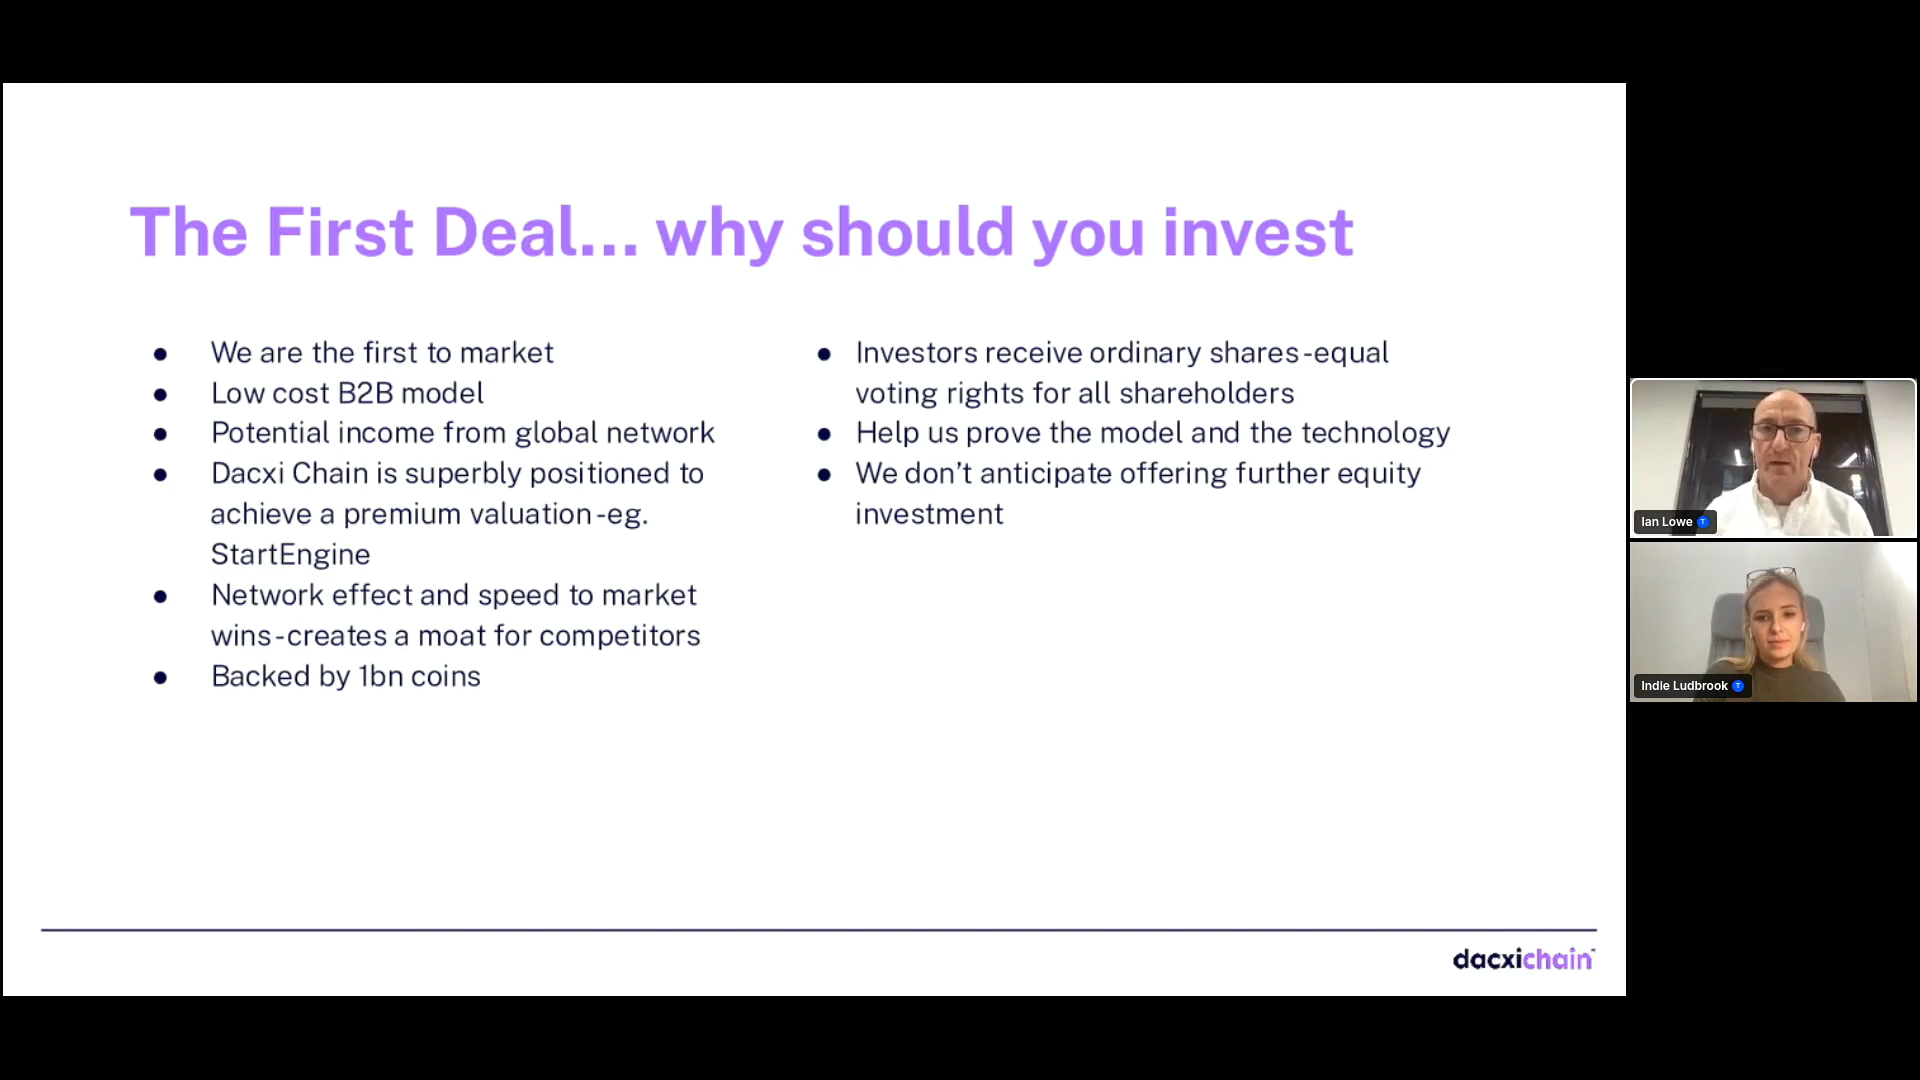 The First Deal... why should you invest
● We are the first to market
● Low cost B2B model
● Potential income from global network
● Dacxi Chain is superbly positioned to
achieve a premium valuation -eg.
StartEngine
● Network effect and speed to market
wins - creates a moat for competitors
● Backed by 1bn coins
● Investors receive ordinary shares -equal
voting rights for all shareholders
● Help us prove the model and the technology
● We don’t anticipate offering further equity
investment
dacxichain
Ian Lowe T
Indie Ludbrook T